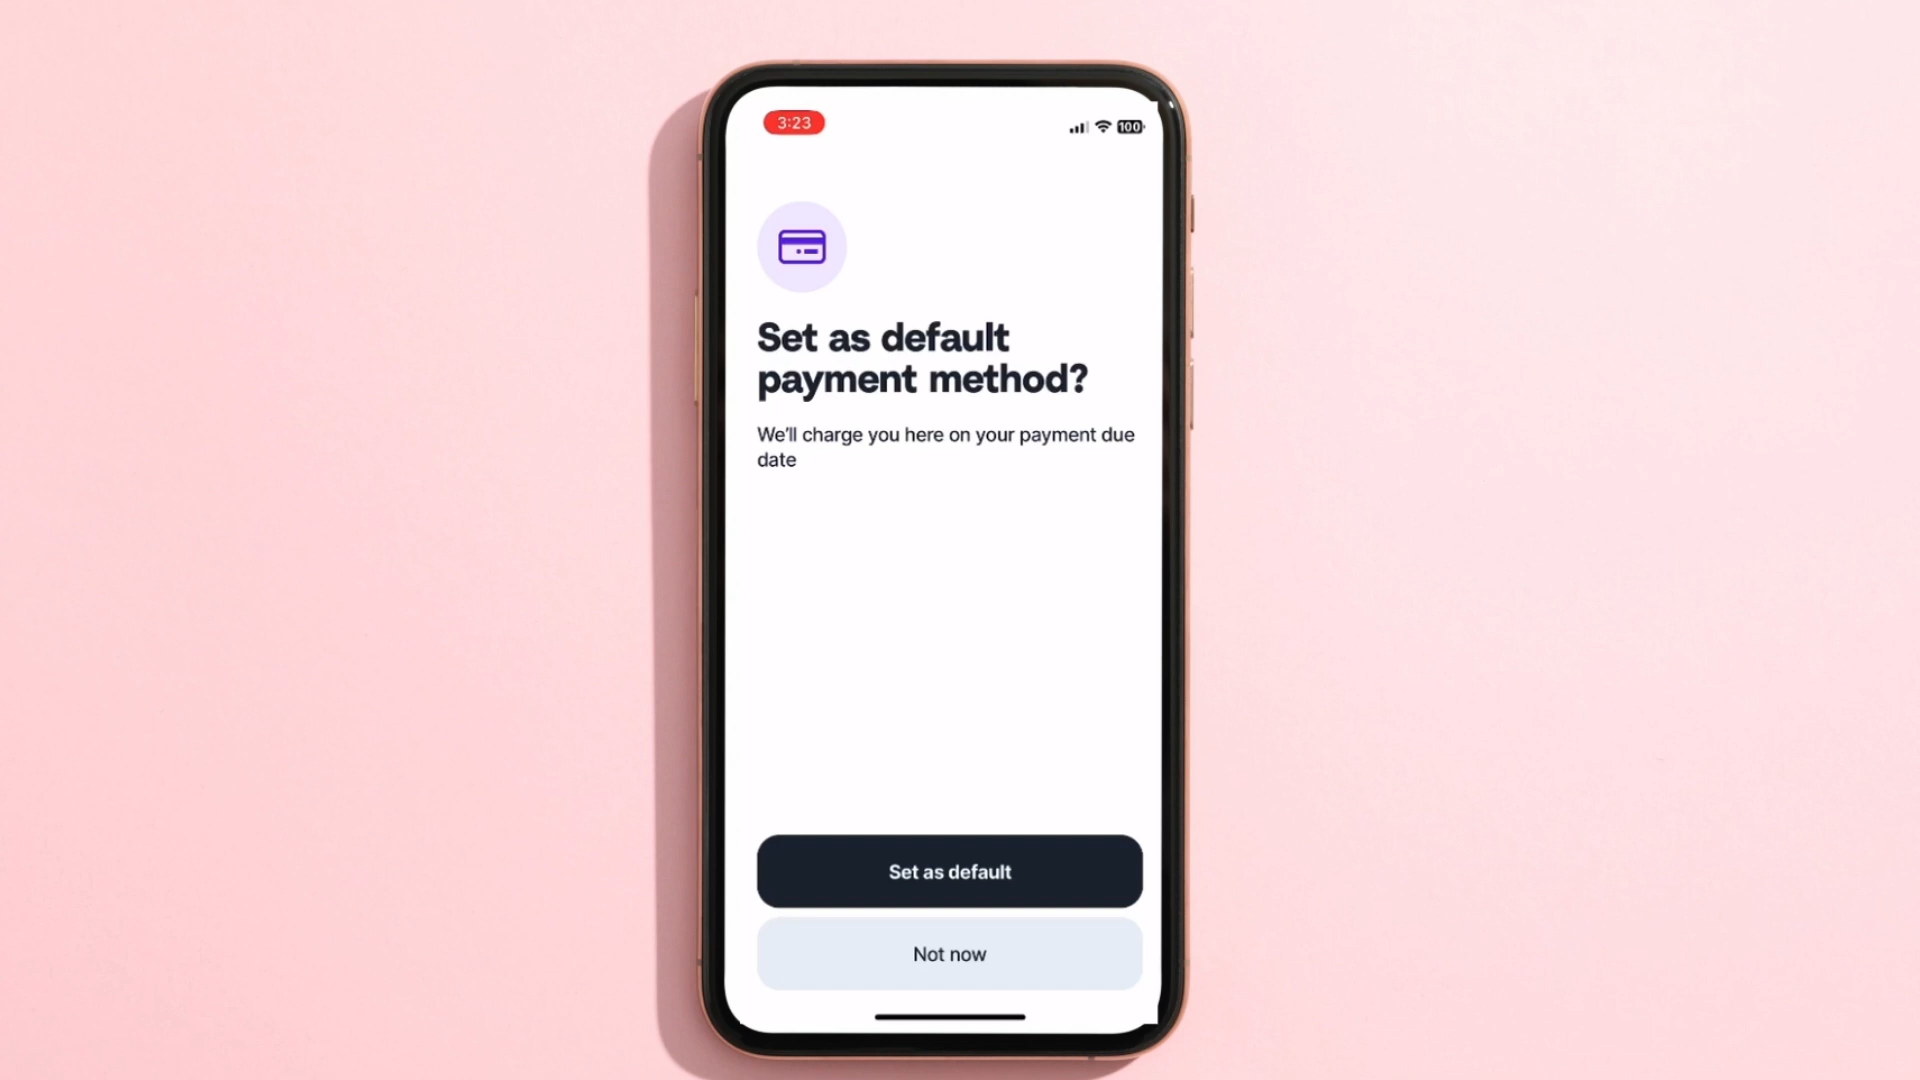 3:23
100
Set as default
payment method?
We'll charge you here on your payment due
date
Set as default
Not now